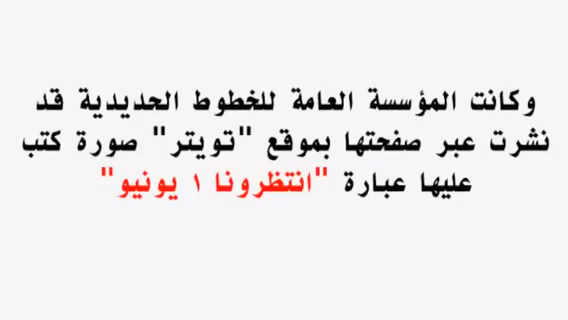 وكانت المؤسسة العامة للخطوط الحديدية قد
نشرت عبر صفحتها بموقع "تويتر" صورة كتب
عليها عبارة "انتظرونا ١ يونيو"